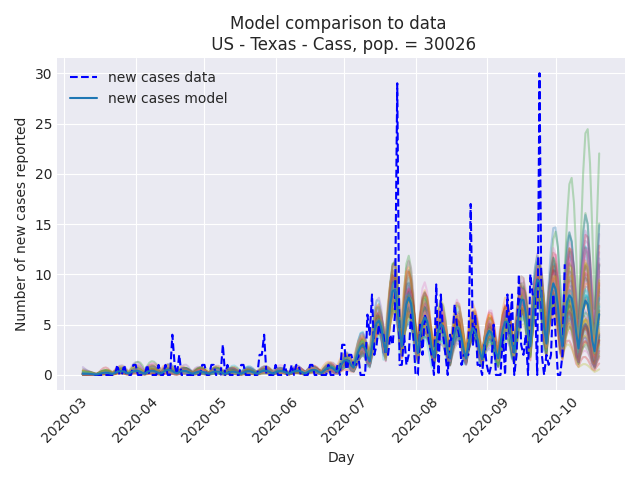 Model comparison to data
US - Texas - Cass, pop. = 30026
Number of new cases reported
30
25
20
15
10
5
0
new cases data
new cases model
2020-03
2020-04
2020-05
2020-06
2020-07
2020-08
2020-09
2020-10
Day